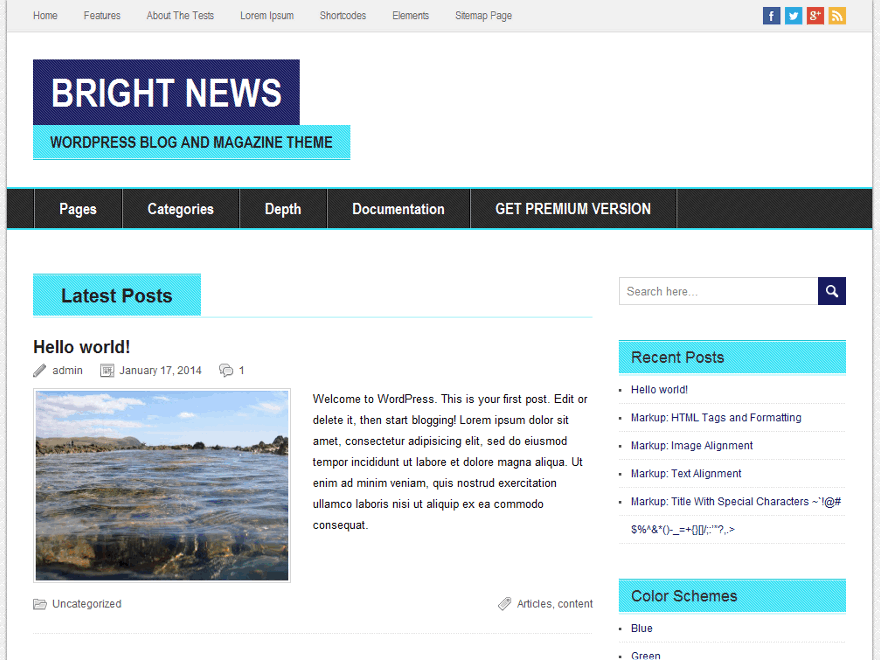 Home Features About The Tests Lorem Ipsum Shortcodes Elements Sitemap Page
BRIGHT NEWS
WORDPRESS BLOG AND MAGAZINE THEME
Pages Categories Depth Documentation GET PREMIUM VERSION
Latest Posts
Hello world!
admin January 17, 2014 1
Welcome to WordPress. This is your first post. Edit or
delete it, then start blogging! Lorem ipsum dolor sit
amet, consectetur adipisicing elit, sed do eiusmod
tempor incididunt ut labore et dolore magna aliqua. Ut
enim ad minim veniam, quis nostrud exercitation
ullamco laboris nisi ut aliquip ex ea commodo
consequat.
Uncategorized Articles, content
Search here...
Recent Posts
Hello world!
Markup: HTML Tags and Formatting
Markup: Image Alignment
Markup: Text Alignment
Markup: Title With Special Characters ~`!@#
$%^&*()-_=+{}[]/;:'"?,.>
Color Schemes
Blue
Green